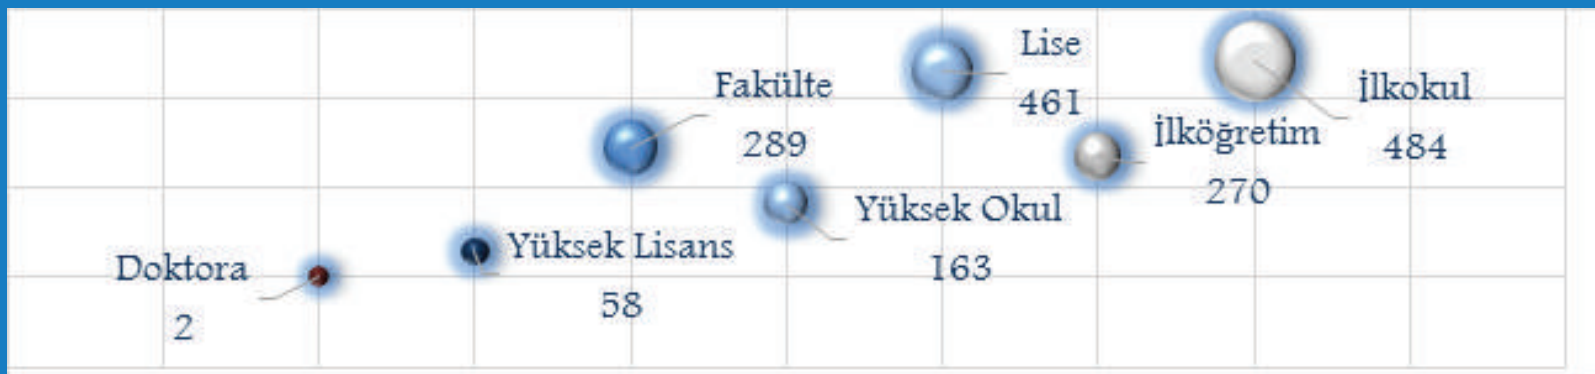 Doktora
2
Yüksek Lisans
58
Fakülte
289
Yüksek Okul
163
Lise
461
İlköğretim
270
İlkokul
484